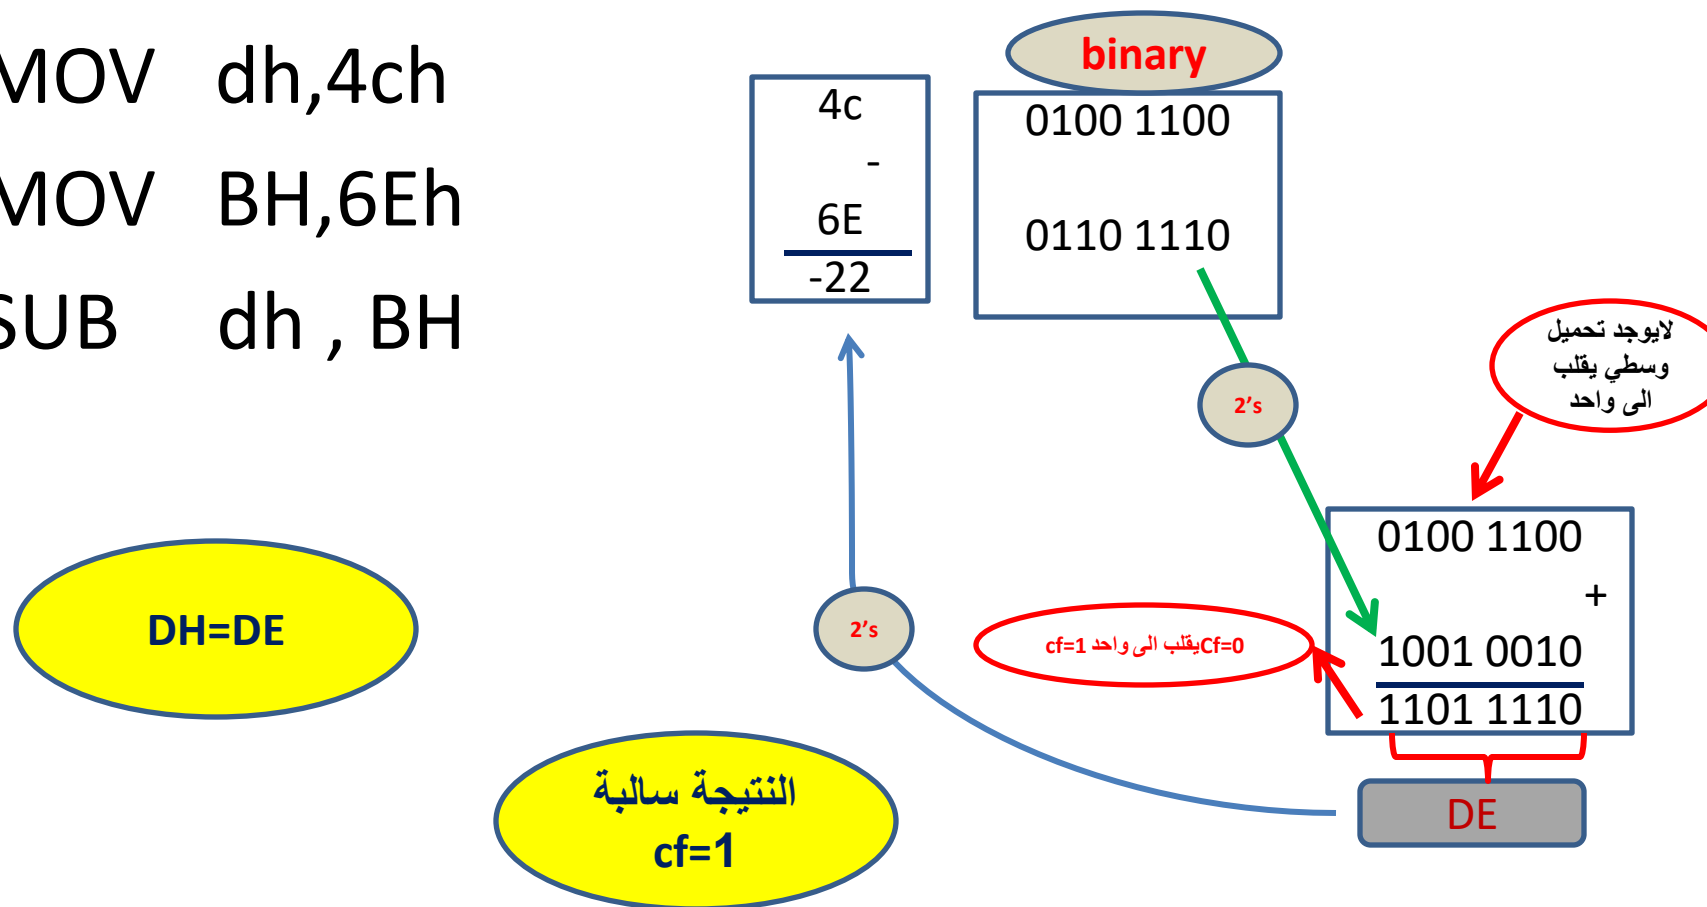 MOV dh,4ch
MOV BH,6Eh
SUB dh , BH
4c
-
6E
-22
binary
0100 1100
0110 1110
2's
لايوجد تحميل
وسطي يقلب
الى واحد
0100 1100
+
1001 0010
1101 1110
DE
Cf=0يقلب الى واحد cf=1
2's
DH=DE
النتيجة سالبة
cf=1